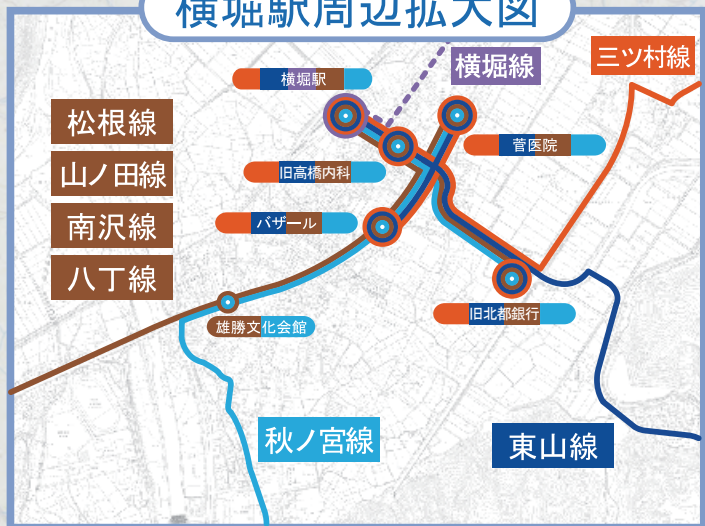 横堀駅周辺拡大図
横堀線
三ツ村線
横堀駅
松根線
山ノ田線
南沢線
八丁線
菅医院
旧高橋内科
バザール
旧北都銀行
雄勝文化会館
秋ノ宮線
東山線